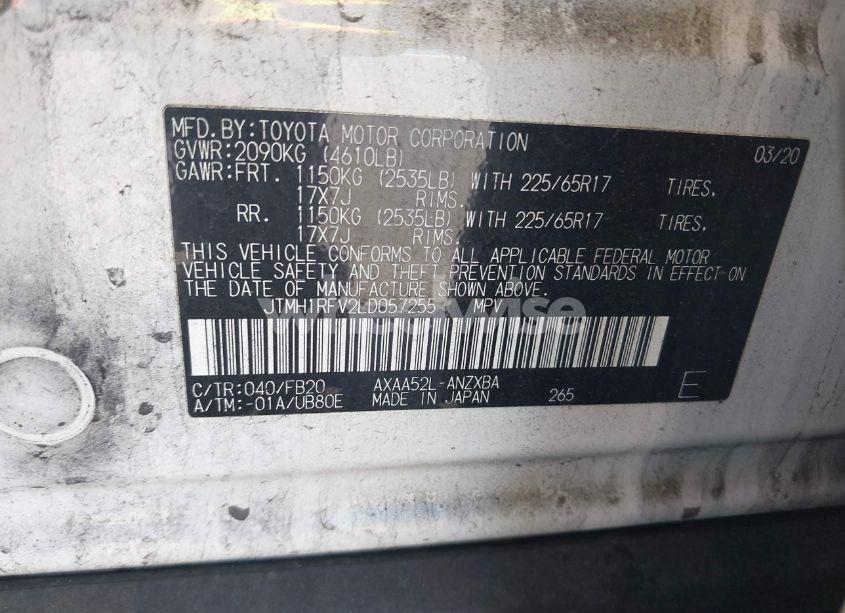 MFD.BY:TOYOTA MOTOR CORPORATION 03/20
GVWR:2090KG (4610LB)
GAWR:FRT. 1150KG (2535LB) WITH 225/65R17 TIRES.
17X7J RIMS.
RR. 1150KG (2535LB) WITH 225/65R17 TIRES.
17X7J RIMS.
THIS VEHICLE CONFORMS TO ALL APPLICABLE FEDERAL MOTOR
VEHICLE SAFETY AND THEFT PREVENTION STANDARDS IN EFFECT ON
THE DATE OF MANUFACTURE SHOWN ABOVE.
JTMH1RFV2LD057255 MPV
C/TR:040/FB20 AXAA52L-ANZXBA
A/TM:-01A/UB80E MADE IN JAPAN 265 E